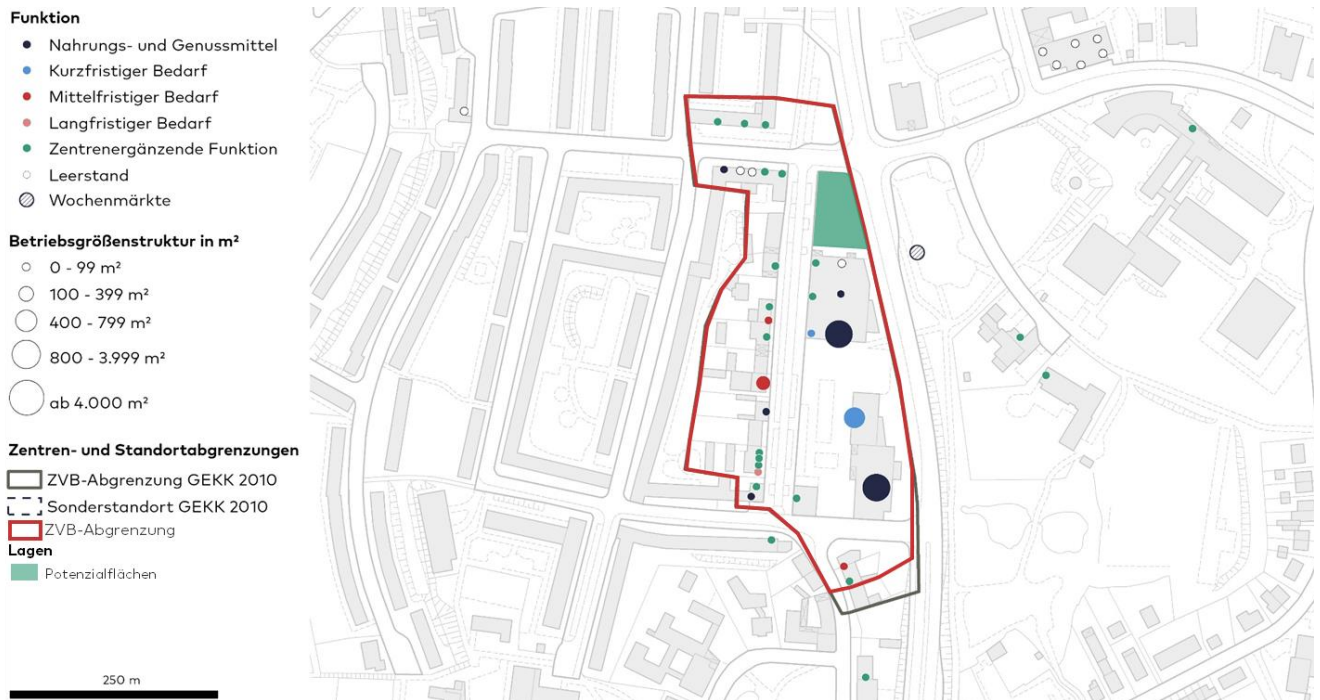 Funktion
Nahrungs- und Genussmittel
Kurzfristiger Bedarf
Mittelfristiger Bedarf
Langfristiger Bedarf
Zentrenergänzende Funktion
Leerstand
Wochenmärkte
Betriebsgrößenstruktur in m²
0 - 99 m²
100 - 399 m²
400 - 799 m²
800 - 3.999 m²
ab 4.000 m²
Zentren- und Standortabgrenzungen
ZVB-Abgrenzung GEKK 2010
Sonderstandort GEKK 2010
ZVB-Abgrenzung
Lagen
Potenzialflächen
250 m